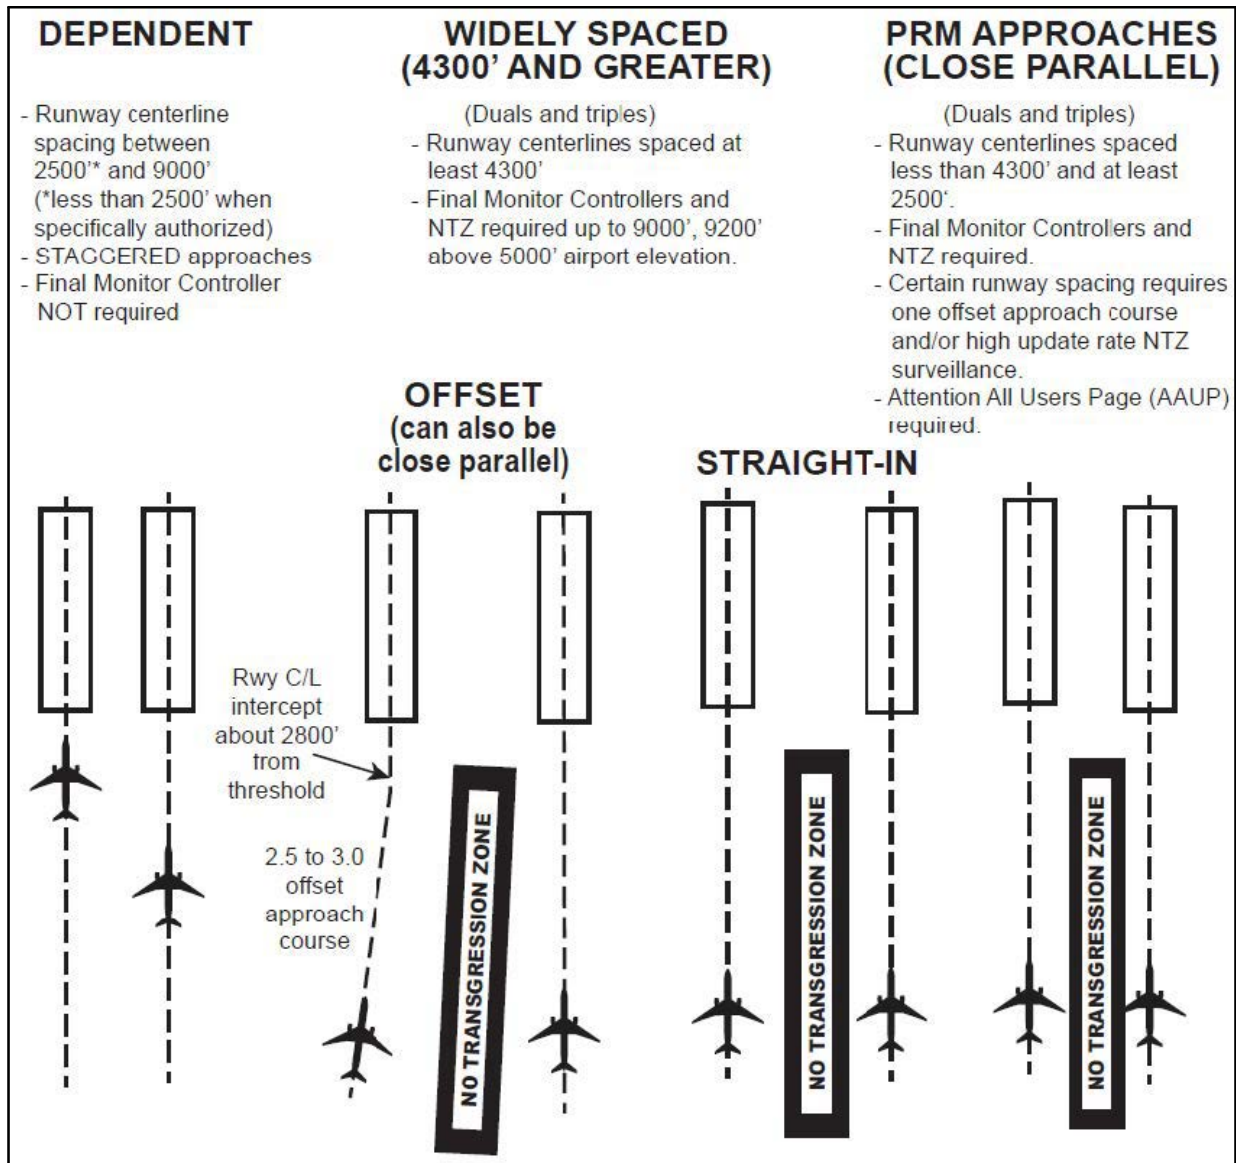 DEPENDENT
- Runway centerline
spacing between
2500'* and 9000'
(*less than 2500' when
specifically authorized)
- STAGGERED approaches
- Final Monitor Controller
NOT required
WIDELY SPACED
(4300' AND GREATER)
(Duals and triples)
- Runway centerlines spaced at
least 4300'
- Final Monitor Controllers and
NTZ required up to 9000', 9200'
above 5000' airport elevation.
PRM APPROACHES
(CLOSE PARALLEL)
(Duals and triples)
- Runway centerlines spaced
less than 4300' and at least
2500‘.
- Final Monitor Controllers and
NTZ required.
- Certain runway spacing requires
one offset approach course
and/or high update rate NTZ
surveillance.
- Attention All Users Page (AAUP)
required.
OFFSET
(can also be
close parallel)
STRAIGHT-IN
Rwy C/L
intercept
about 2800'
from
threshold
2.5 to 3.0
offset
approach
course
NO TRANSGRESSION ZONE
NO TRANSGRESSION ZONE
NO TRANSGRESSION ZONE